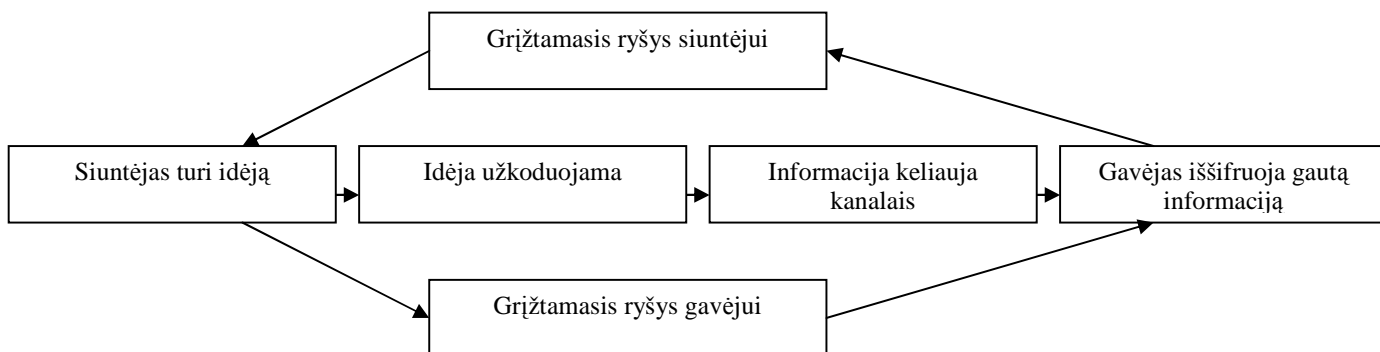 Grįžtamasis ryšys siuntėjui
Siuntėjas turi idėją
Idėja užkoduojama
Informacija keliauja
kanalais
Gavėjas iššifruoja gautą
informaciją
Grįžtamasis ryšys gavėjui